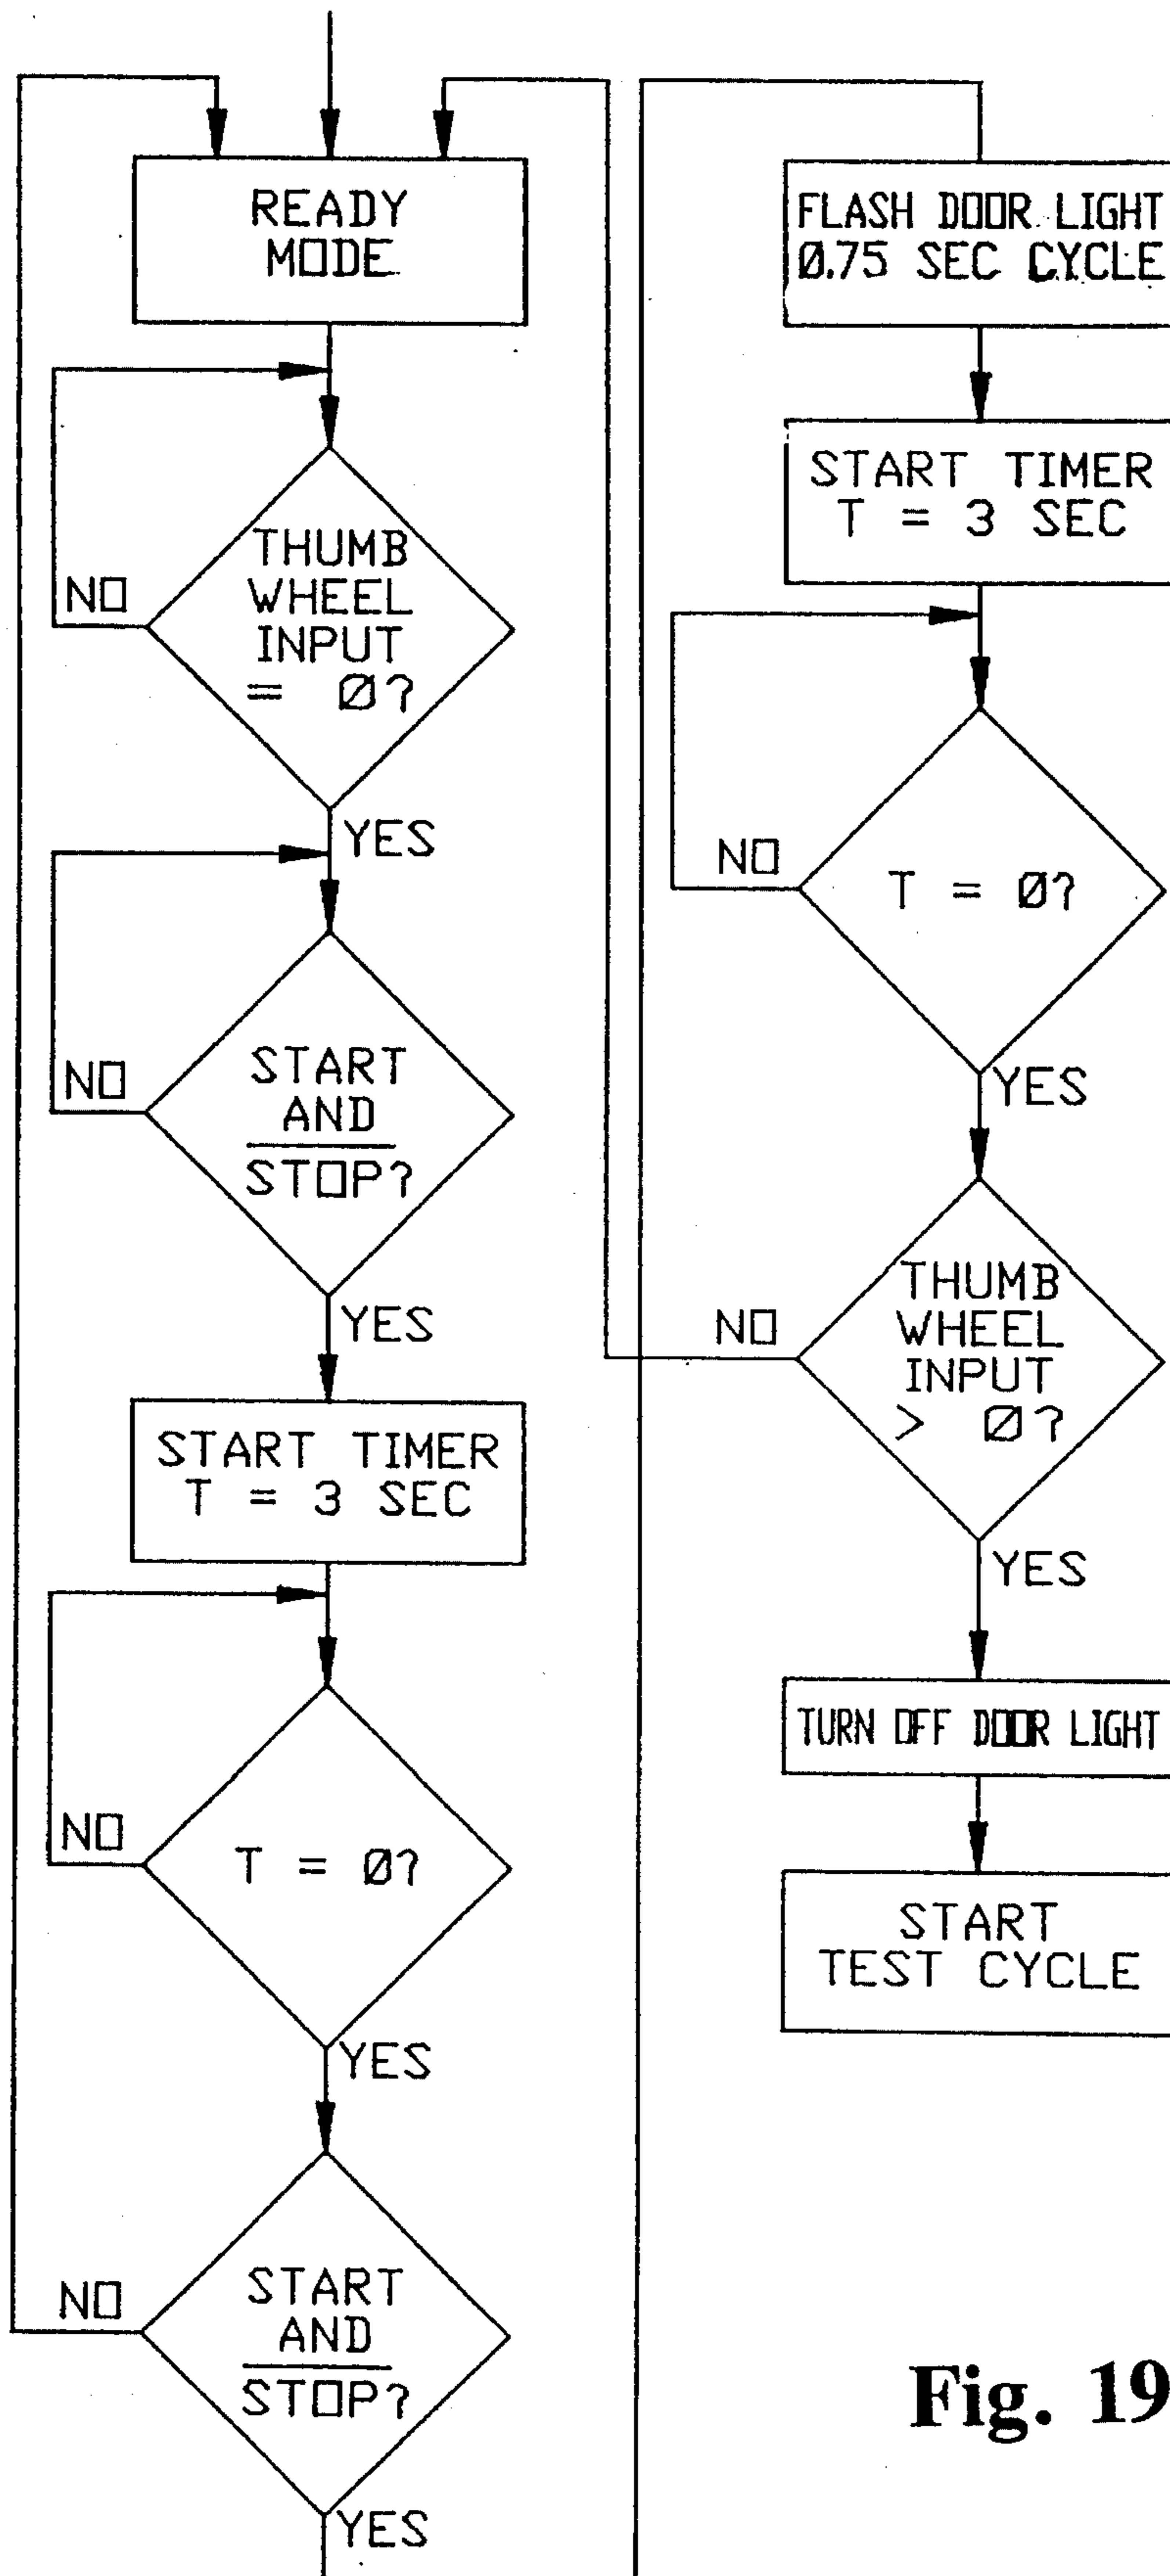 READY
MODE
THUMB
WHEEL
INPUT
= Ø?
NO
YES
START
AND
STOP?
NO
YES
START TIMER
T = 3 SEC
T = Ø?
NO
YES
START
AND
STOP?
NO
YES
FLASH DOOR LIGHT
Ø.75 SEC CYCLE
START TIMER
T = 3 SEC
T = Ø?
NO
YES
THUMB
WHEEL
INPUT
> Ø?
NO
YES
TURN OFF DOOR LIGHT
START
TEST CYCLE
Fig. 19